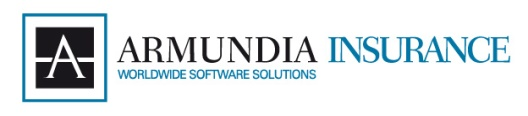 A
ARMUNDIA INSURANCE
WORLDWIDE SOFTWARE SOLUTIONS